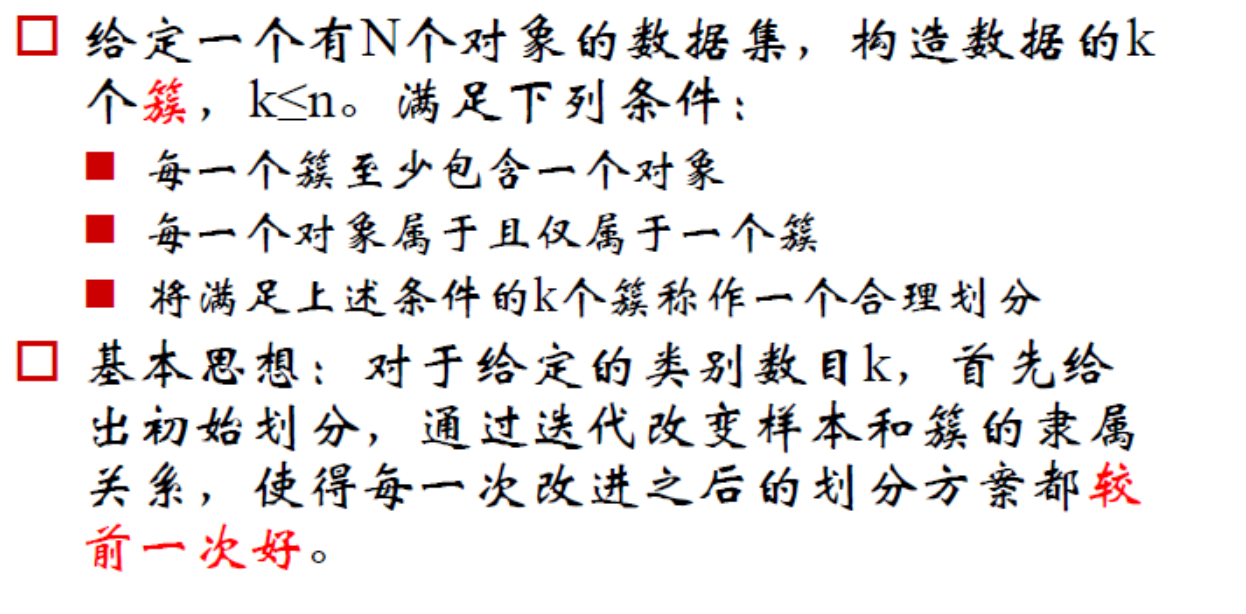 给定一个有N个对象的数据集，构造数据的k
个簇，k≤n。满足下列条件：
每一个簇至少包含一个对象
每一个对象属于且仅属于一个簇
将满足上述条件的k个簇称作一个合理划分
基本思想：对于给定的类别数目k，首先给
出初始划分，通过迭代改变样本和簇的隶属
关系，使得每一次改进之后的划分方案都较
前一次好。